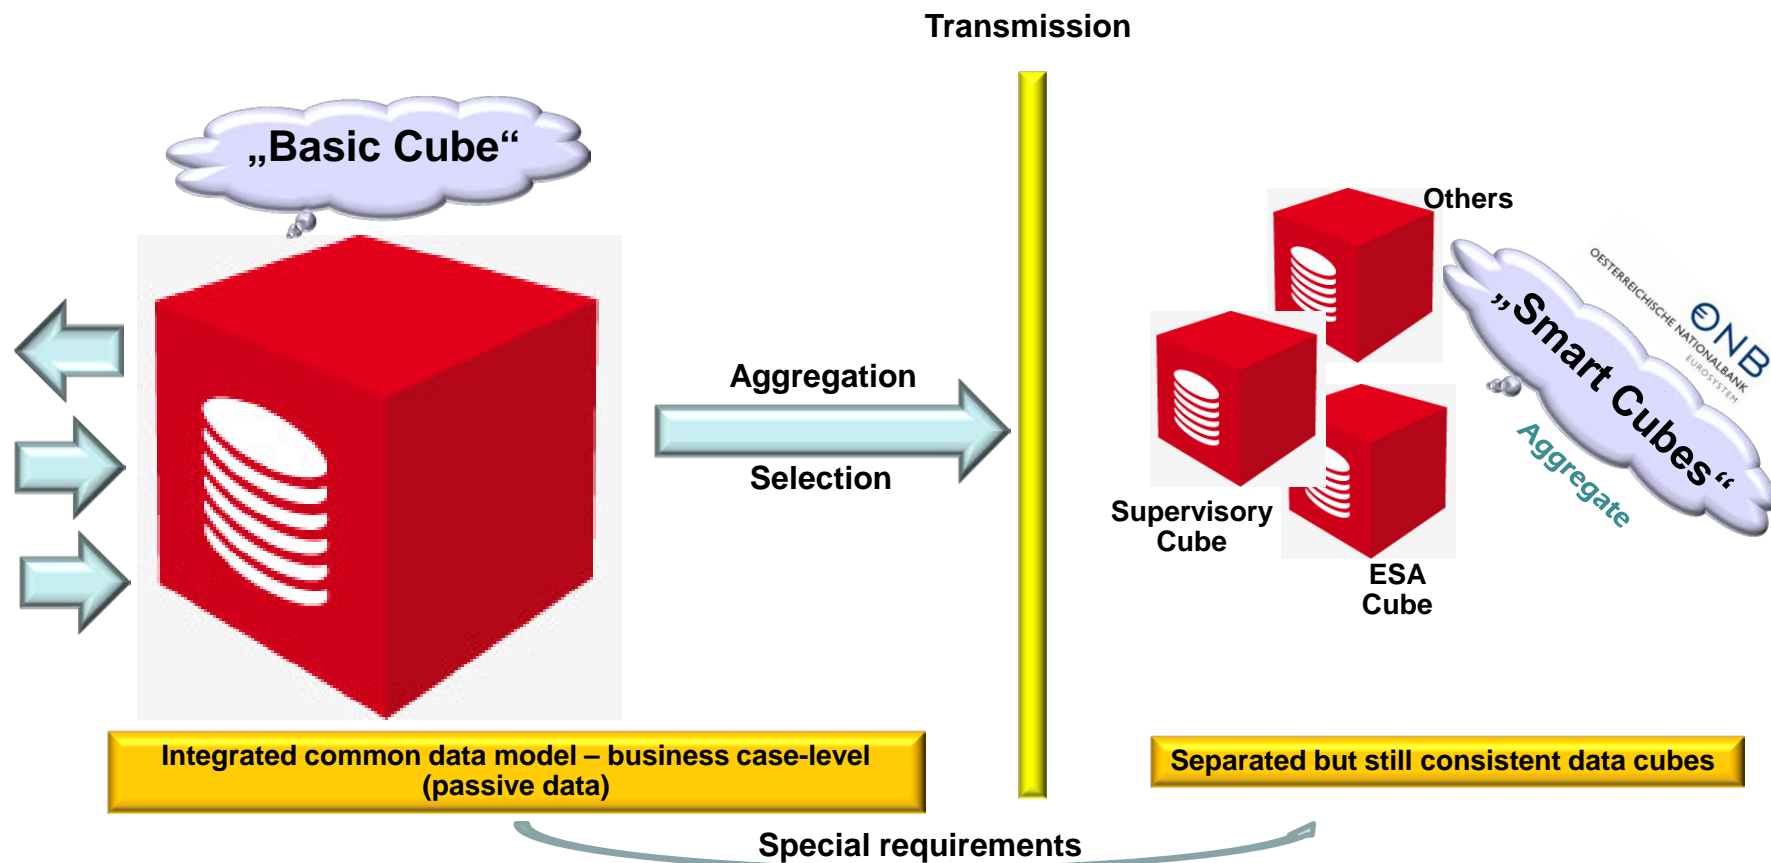 Transmission
„Basic Cube“
Others
OESTERREICHISCHE NATIONALBANK
EUROSYSTEM
ONB
„Smart Cubes“
Aggregate
Aggregation
Selection
Supervisory
Cube
ESA
Cube
Integrated common data model – business case-level
(passive data)
Separated but still consistent data cubes
Special requirements